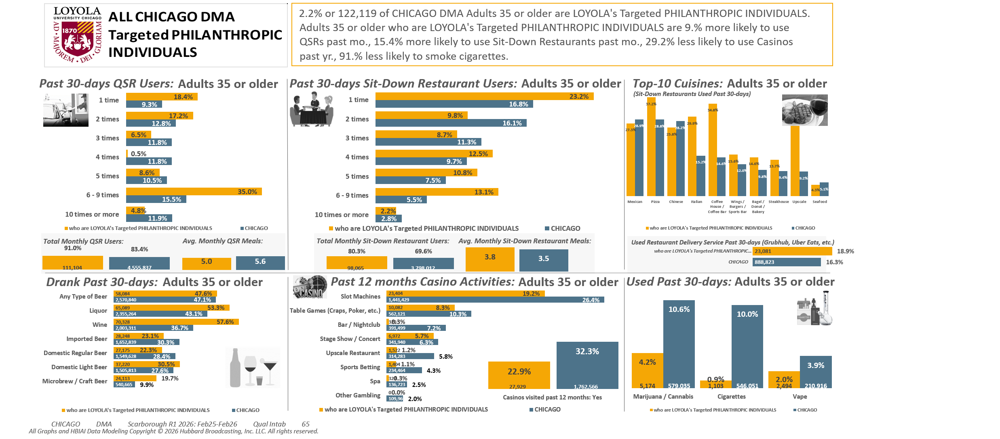 LOYOLA
UNIVERSITY CHICAGO
1870
AD • MAJOREM • DEI • GLORIAM
ALL CHICAGO DMA
Targeted PHILANTHROPIC
INDIVIDUALS
2.2% or 122,119 of CHICAGO DMA Adults 35 or older are LOYOLA's Targeted PHILANTHROPIC INDIVIDUALS.
Adults 35 or older who are LOYOLA's Targeted PHILANTHROPIC INDIVIDUALS are 9.% more likely to use
QSRs past mo., 15.4% more likely to use Sit-Down Restaurants past mo., 29.2% less likely to use Casinos
past yr., 91.% less likely to smoke cigarettes.
Past 30-days QSR Users: Adults 35 or older
1 time 18.4% 9.3%
2 times 17.2% 12.8%
3 times 6.5% 11.8%
4 times 0.5% 11.8%
5 times 8.6% 10.5%
6 - 9 times 35.0% 15.5%
10 times or more 4.8% 11.9%
who are LOYOLA's Targeted PHILANTHROPIC INDIVIDUALS CHICAGO
Total Monthly QSR Users: Avg. Monthly QSR Meals:
91.0% 83.4%
111,104 4,555,837 5.0 5.6
Past 30-days Sit-Down Restaurant Users: Adults 35 or older
1 time 23.2% 16.8%
2 times 9.8% 16.1%
3 times 8.7% 11.3%
4 times 12.5% 9.7%
5 times 10.8% 7.5%
6 - 9 times 13.1% 5.5%
10 times or more 2.2% 2.8%
who are LOYOLA's Targeted PHILANTHROPIC INDIVIDUALS CHICAGO
Total Monthly Sit-Down Restaurant Users: Avg. Monthly Sit-Down Restaurant Meals:
80.3% 69.6%
98,065 3,798,012 3.8 3.5
Top-10 Cuisines: Adults 35 or older
(Sit-Down Restaurants Used Past 30-days)
27.3% 28.9% 37.2% 28.8% 25.8% 28.2% 29.9% 15.2% 34.8% 14.6% 15.6% 12.0% 14.6% 9.8% 13.7% 9.4% 9.2% 4.3% 5.1%
Mexican Pizza Chinese Italian Coffee House / Coffee Bar Wings / Burgers / Sports Bar Bagel / Donut / Bakery Steakhouse Upscale Seafood
who are LOYOLA's Targeted PHILANTHROPIC INDIVIDUALS CHICAGO
Used Restaurant Delivery Service Past 30-days (Grubhub, Uber Eats, etc.)
who are LOYOLA's Targeted PHILANTHROPIC... 23,081 18.9%
CHICAGO 888,823 16.3%
Drank Past 30-days: Adults 35 or older
Any Type of Beer 58,084 47.6% 2,570,840 47.1%
Liquor 65,089 53.3% 2,355,264 43.1%
Wine 70,328 57.6% 2,003,311 36.7%
Imported Beer 28,248 23.1% 1,652,839 30.3%
Domestic Regular Beer 27,175 22.3% 1,549,628 28.4%
Domestic Light Beer 37,220 30.5% 1,505,813 27.6%
Microbrew / Craft Beer 24,113 19.7% 540,665 9.9%
who are LOYOLA's Targeted PHILANTHROPIC INDIVIDUALS CHICAGO
CASINO
Past 12 months Casino Activities: Adults 35 or older
Slot Machines 23,404 19.2% 1,441,429 26.4%
Table Games (Craps, Poker, etc.) 10,082 8.3% 562,121 10.3%
Bar / Nightclub 0.3% 391,499 7.2%
Stage Show / Concert 6,972 5.7% 341,940 6.3%
Upscale Restaurant 1,522 1.2% 314,283 5.8%
Sports Betting 1,404 1.1% 234,464 4.3%
Spa 0.3% 136,723 2.5%
Other Gambling 0 0.0% 109,96 2.0%
22.9% 32.3%
27,929 1,762,566
Casinos visited past 12 months: Yes
who are LOYOLA's Targeted PHILANTHROPIC INDIVIDUALS CHICAGO
Used Past 30-days: Adults 35 or older
CIGARETTES
4.2% 10.6% 0.9% 10.0% 2.0% 3.9%
5,174 579,035 1,103 546,051 2,494 210,916
Marijuana / Cannabis Cigarettes Vape
who are LOYOLA's Targeted PHILANTHROPIC INDIVIDUALS CHICAGO
CHICAGO DMA Scarborough R1 2026: Feb25-Feb26 Qual Intab 65
All Graphs and HBIAI Data Modeling Copyright © 2026 Hubbard Broadcasting, Inc. LLC. All rights reserved.